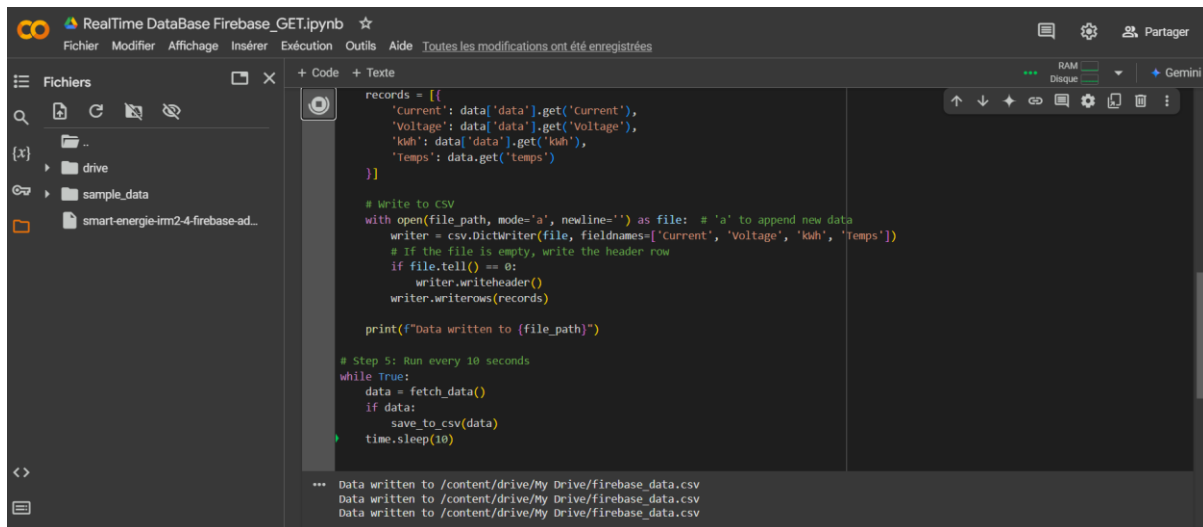 RealTime DataBase Firebase_GET.ipynb
Fichier Modifier Affichage Insérer Exécution Outils Aide Toutes les modifications ont été enregistrées
Partager
Fichiers
+ Code + Texte
RAM
Disque
Gemini
..
drive
sample_data
smart-energie-irm2-4-firebase-ad...
{x}
records = [{
'Current': data['data'].get('Current'),
'Voltage': data['data'].get('Voltage'),
'kWh': data['data'].get('kWh'),
'Temps': data.get('temps')
}]
# Write to CSV
with open(file_path, mode='a', newline='') as file: # 'a' to append new data
writer = csv.DictWriter(file, fieldnames=['Current', 'Voltage', 'kWh', 'Temps'])
# If the file is empty, write the header row
if file.tell() == 0:
writer.writeheader()
writer.writerows(records)
print(f"Data written to {file_path}")
# Step 5: Run every 10 seconds
while True:
data = fetch_data()
if data:
save_to_csv(data)
time.sleep(10)
Data written to /content/drive/My Drive/firebase_data.csv
Data written to /content/drive/My Drive/firebase_data.csv
Data written to /content/drive/My Drive/firebase_data.csv